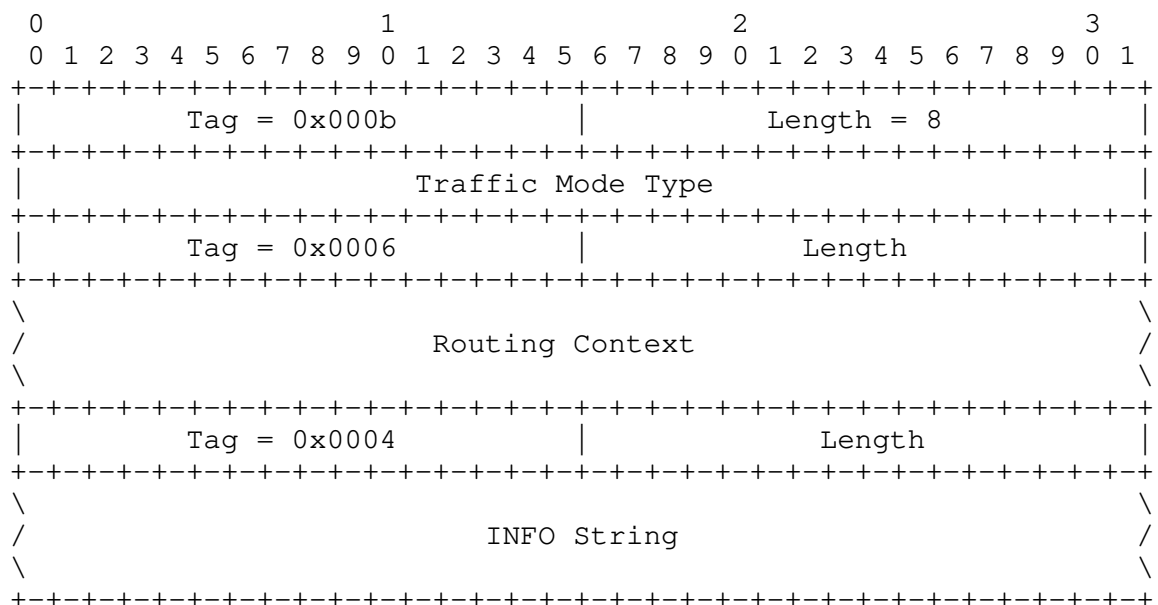 0                   1                   2                   3
 0 1 2 3 4 5 6 7 8 9 0 1 2 3 4 5 6 7 8 9 0 1 2 3 4 5 6 7 8 9 0 1
+-+-+-+-+-+-+-+-+-+-+-+-+-+-+-+-+-+-+-+-+-+-+-+-+-+-+-+-+-+-+-+-+
|         Tag = 0x000b          |          Length = 8           |
+-+-+-+-+-+-+-+-+-+-+-+-+-+-+-+-+-+-+-+-+-+-+-+-+-+-+-+-+-+-+-+-+
|                      Traffic Mode Type                        |
+-+-+-+-+-+-+-+-+-+-+-+-+-+-+-+-+-+-+-+-+-+-+-+-+-+-+-+-+-+-+-+-+
|         Tag = 0x0006          |            Length             |
+-+-+-+-+-+-+-+-+-+-+-+-+-+-+-+-+-+-+-+-+-+-+-+-+-+-+-+-+-+-+-+-+
\                                                               \
/                       Routing Context                         /
\                                                               \
+-+-+-+-+-+-+-+-+-+-+-+-+-+-+-+-+-+-+-+-+-+-+-+-+-+-+-+-+-+-+-+-+
|         Tag = 0x0004          |             Length            |
+-+-+-+-+-+-+-+-+-+-+-+-+-+-+-+-+-+-+-+-+-+-+-+-+-+-+-+-+-+-+-+-+
\                                                               \
/                          INFO String                          /
\                                                               \
+-+-+-+-+-+-+-+-+-+-+-+-+-+-+-+-+-+-+-+-+-+-+-+-+-+-+-+-+-+-+-+-+